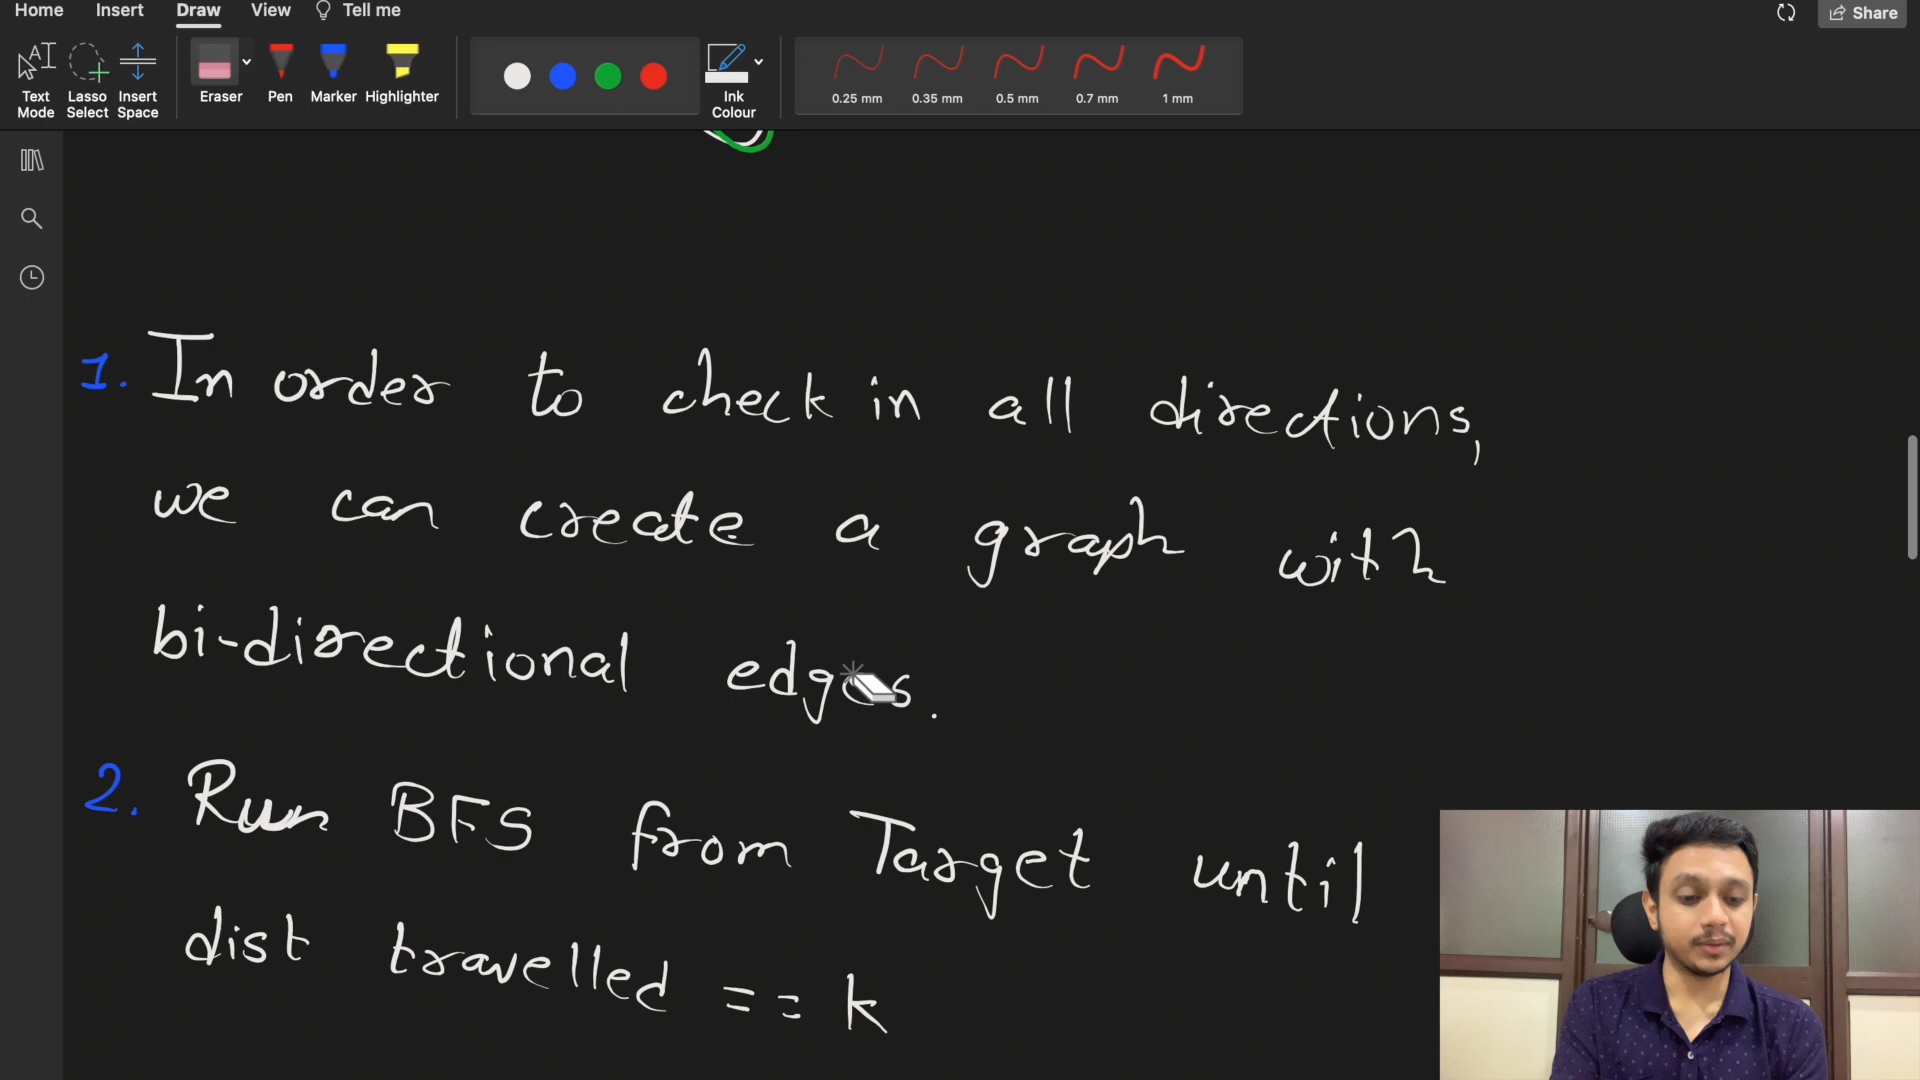 Home Insert Draw View Tell me
Share
Text Mode
Lasso Select
Insert Space
Eraser
Pen
Marker
Highlighter
Ink Colour
0.25 mm 0.35 mm 0.5 mm 0.7 mm 1 mm
1. In order to check in all directions,
we can create a graph with
bi-directional edges.
2. Run BFS from Target until
dist travelled == k